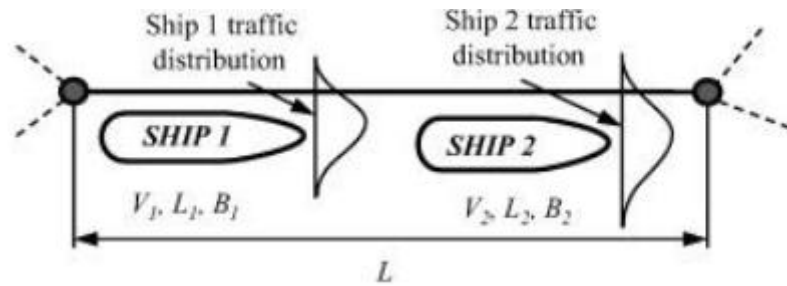 Ship 1 traffic
distribution
Ship 2 traffic
distribution
SHIP 1
SHIP 2
V1, L1, B1
V2, L2, B2
L